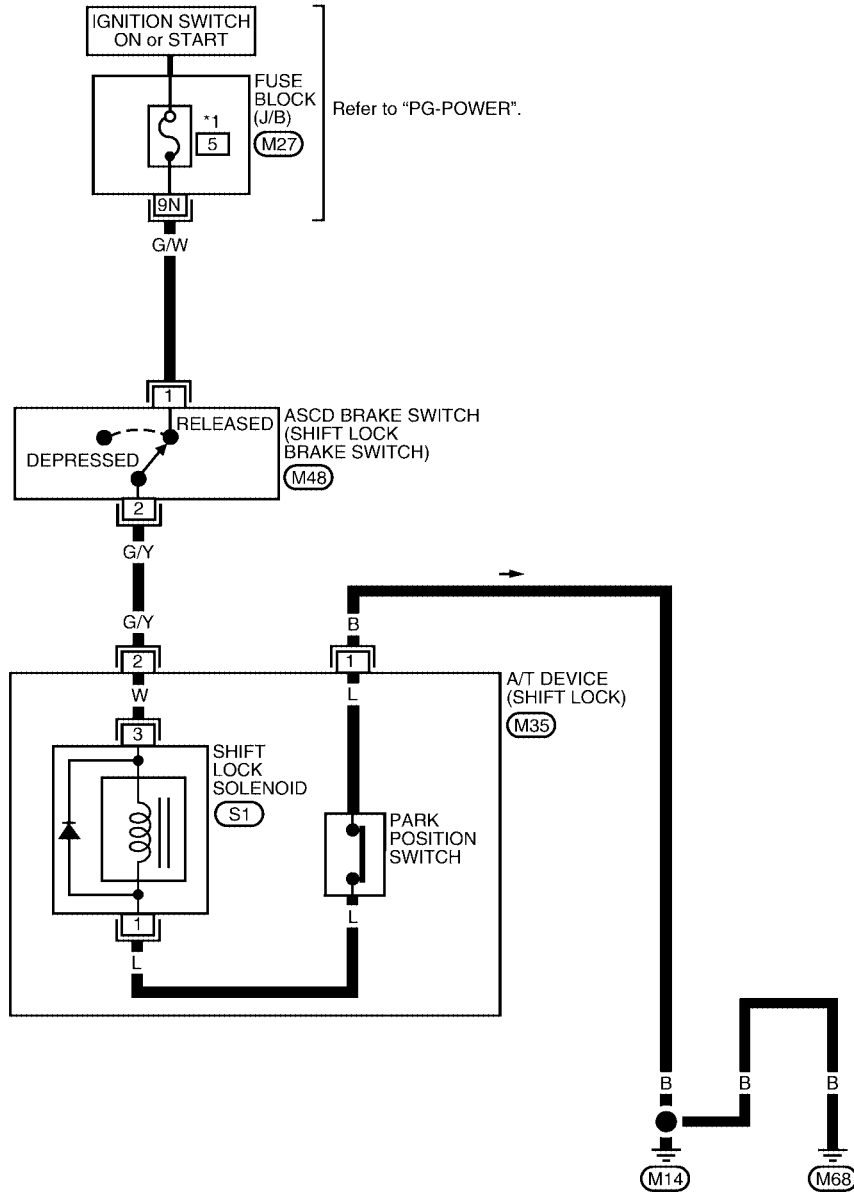 IGNITION SWITCH
ON or START
FUSE
BLOCK
(J/B)
M27
*1
5
Refer to "PG-POWER".
9N
G/W
1
RELEASED
DEPRESSED
ASCD BRAKE SWITCH
(SHIFT LOCK
BRAKE SWITCH)
M48
2
G/Y
G/Y
B
2
1
W
L
A/T DEVICE
(SHIFT LOCK)
M35
3
SHIFT
LOCK
SOLENOID
S1
PARK
POSITION
SWITCH
1
L
L
B
B
B
M14
M68